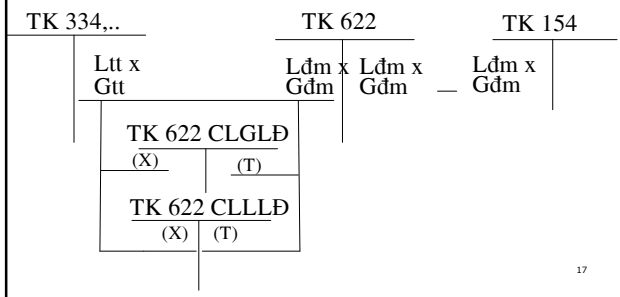 TK 334,.. TK 622 TK 154
Ltt x Lđm x Lđm x Lđm x
Gtt Gđm Gđm Gđm
TK 622 CLGLĐ
(X) (T)
TK 622 CLLLĐ
(X) (T)
17